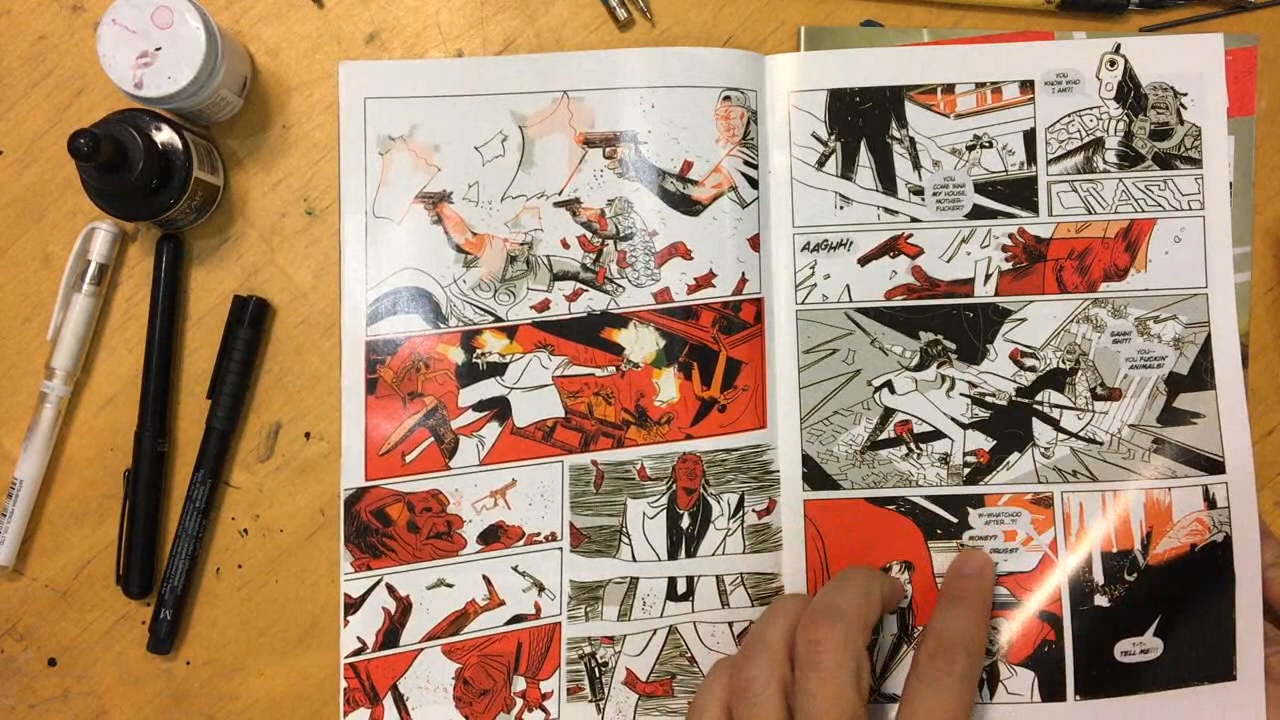 YOU
KNOW WHO
I AM?!
YOU
COME INNA
MY HOUSE,
MOTHER-
FUCKER?
CRASH
AAGHH!
GAHH!
SHIT!
YOU--
YOU FUCKIN'
ANIMALS!
W-WHATCHOO
AFTER...?!
MONEY?
DRUGS?
T-T-
TELL ME!!!
M